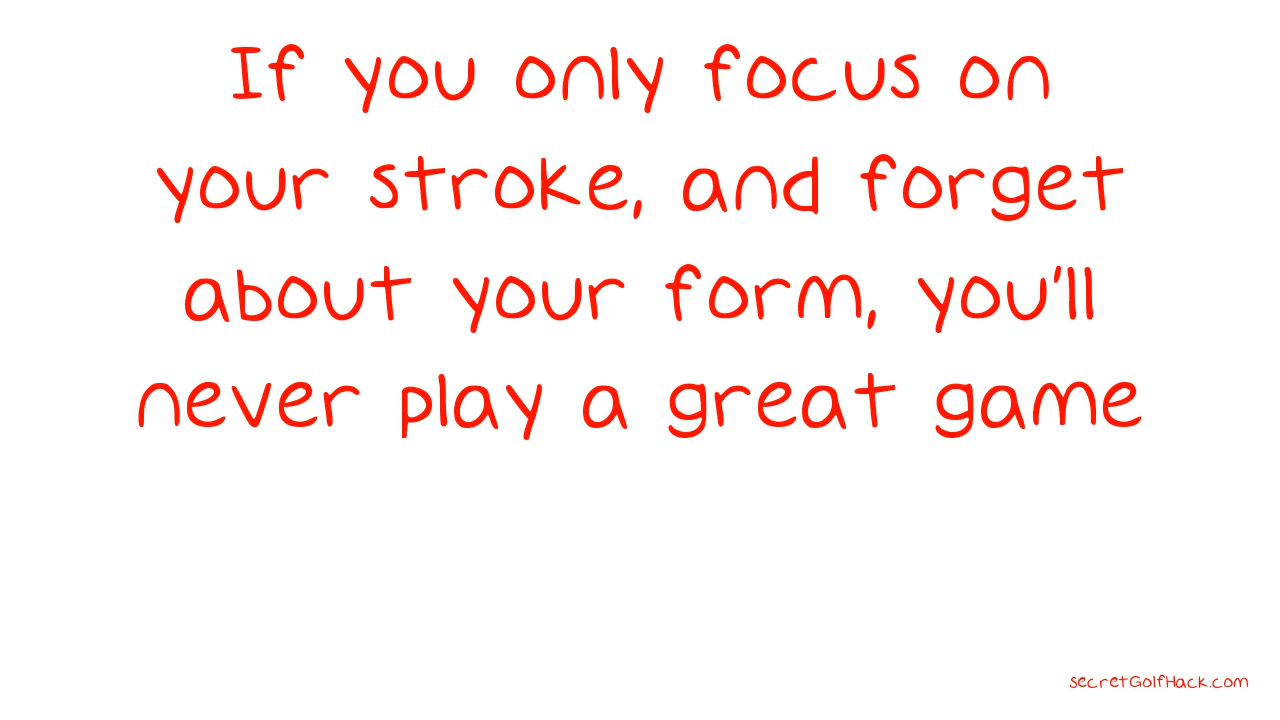 If you only focus on
your stroke, and forget
about your form, you'll
never play a great game
secretGolfHack.com